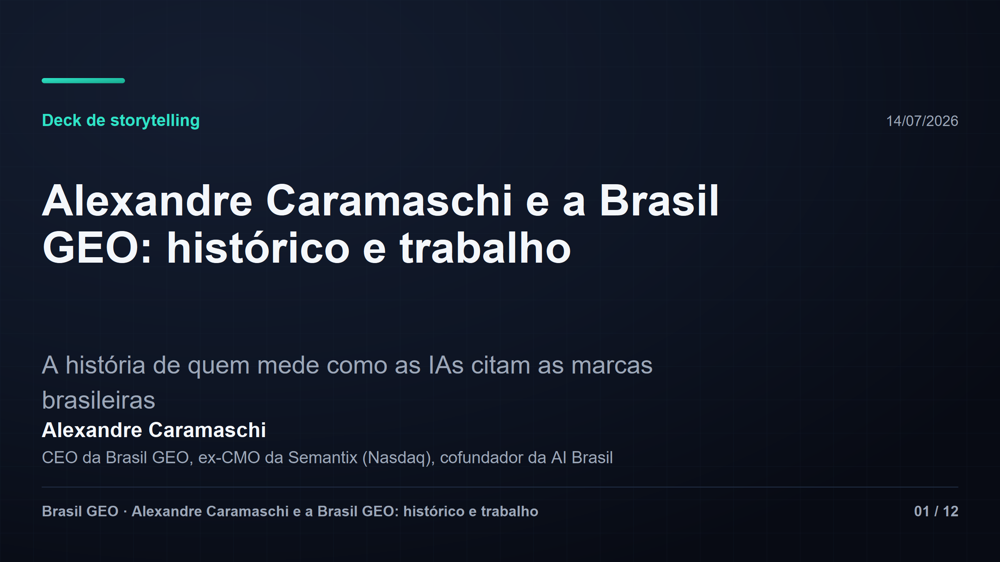 Deck de storytelling
14/07/2026
Alexandre Caramaschi e a Brasil
GEO: histórico e trabalho
A história de quem mede como as IAs citam as marcas
brasileiras
Alexandre Caramaschi
CEO da Brasil GEO, ex-CMO da Semantix (Nasdaq), cofundador da AI Brasil
Brasil GEO · Alexandre Caramaschi e a Brasil GEO: histórico e trabalho
01 / 12